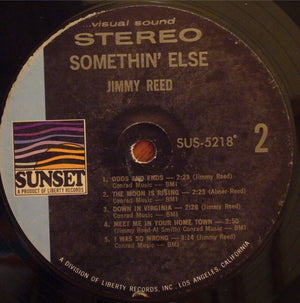 ...visual sound
STEREO
SOMETHIN' ELSE
JIMMY REED
SUS-5218*
2
SUNSET
A PRODUCT OF LIBERTY RECORDS
1. ODDS AND ENDS — 2:23 (Jimmy Reed)
Conrad Music — BMI
2. THE MOON IS RISING — 2:23 (Abner-Reed)
Conrad Music — BMI
3. DOWN IN VIRGINIA — 2:28 (Jimmy Reed)
Conrad Music — BMI
4. MEET ME IN YOUR HOME TOWN — 2:50
(Jimmy Reed-Al Smith) Conrad Music — BMI
5. I WAS SO WRONG — 3:14 (Jimmy Reed)
Conrad Music — BMI
A DIVISION OF LIBERTY RECORDS, INC., LOS ANGELES, CALIFORNIA